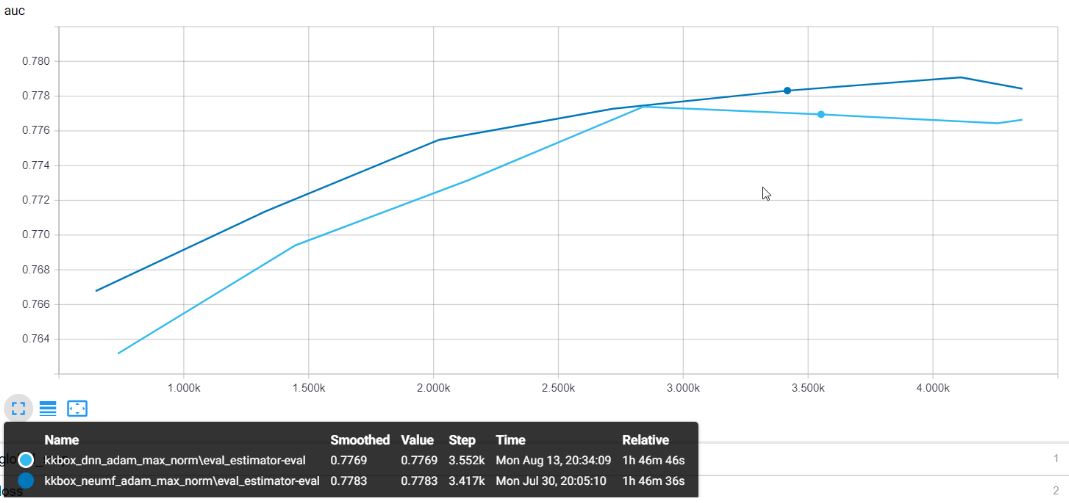 auc
0.780
0.778
0.776
0.774
0.772
0.770
0.768
0.766
0.764
1.000k 1.500k 2.000k 2.500k 3.000k 3.500k 4.000k
Name Smoothed Value Step Time Relative
kkbox_dnn_adam_max_norm\eval_estimator-eval 0.7769 0.7769 3.552k Mon Aug 13, 20:34:09 1h 46m 46s
1
kkbox_neumf_adam_max_norm\eval_estimator-eval 0.7783 0.7783 3.417k Mon Jul 30, 20:05:10 1h 46m 36s
2